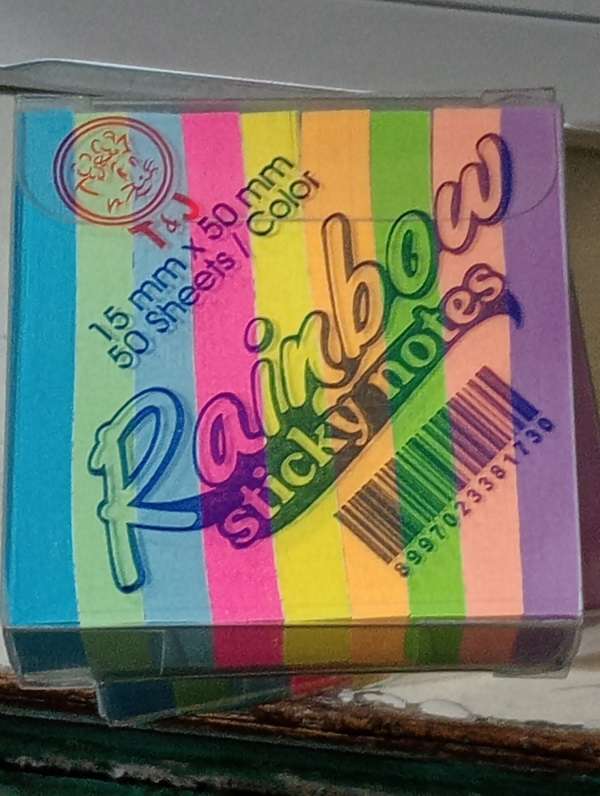 T & J
15 mm x 50 mm
50 Sheets / Color
Rainbow
sticky notes
8997023381730